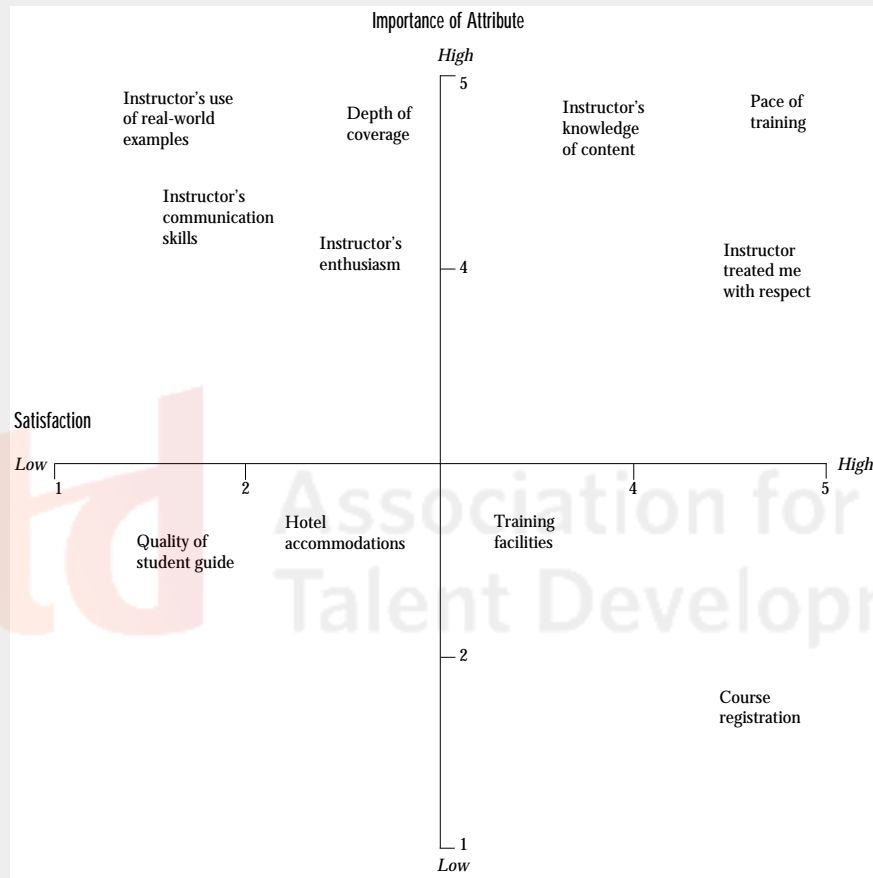 Importance of Attribute
High
5
Instructor's use
of real-world
examples
Depth of
coverage
Instructor's
knowledge
of content
Pace of
training
Instructor's
communication
skills
Instructor's
enthusiasm
4
Instructor
treated me
with respect
Satisfaction
Low
1
2
4
5
High
Quality of
student guide
Hotel
accommodations
Training
facilities
td
Association for
Talent Develop
2
Course
registration
1
Low